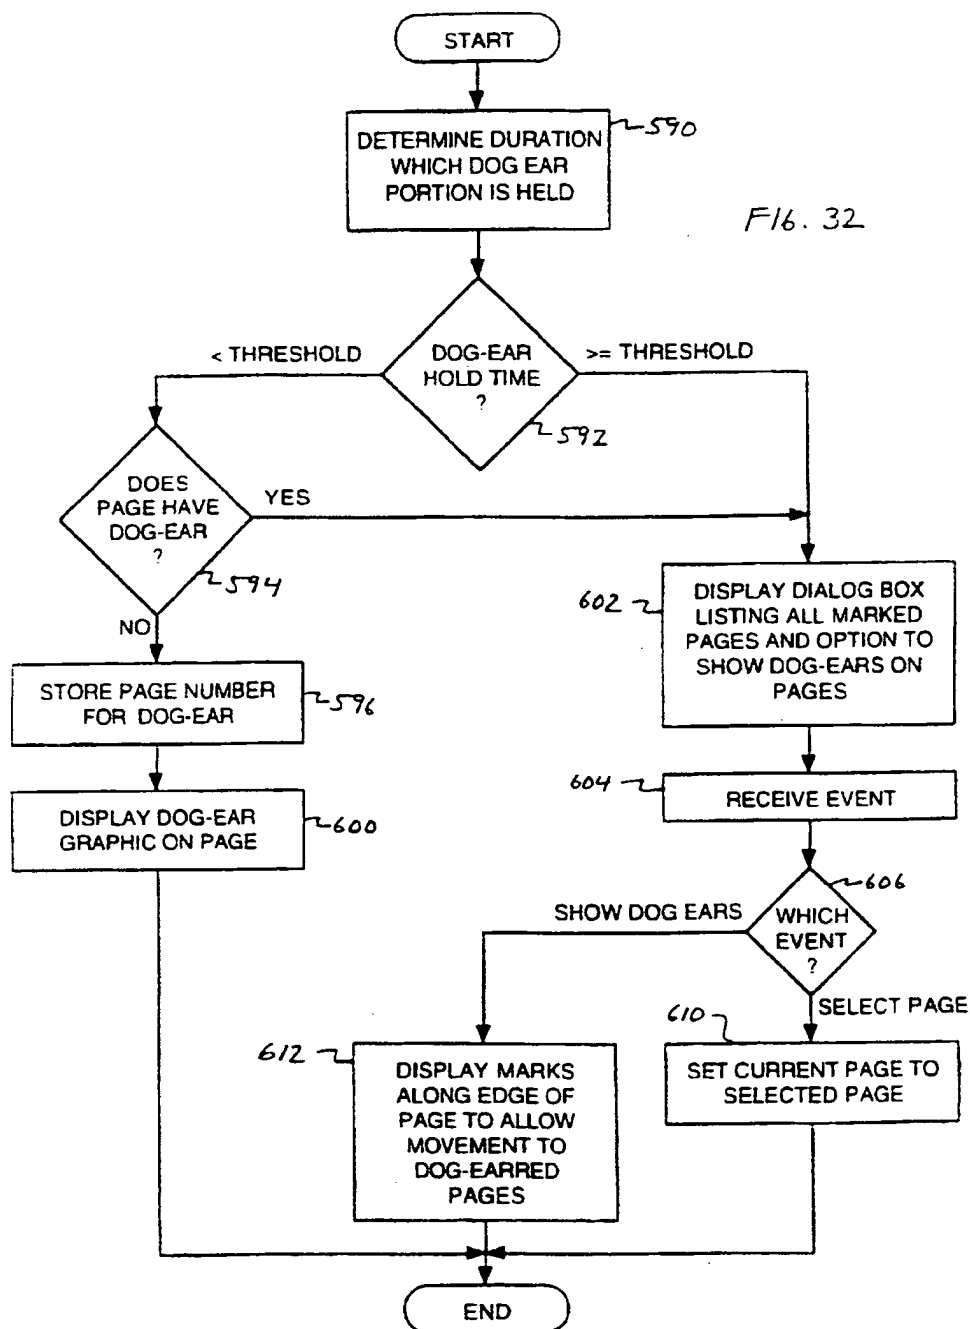 START
DETERMINE DURATION
WHICH DOG EAR
PORTION IS HELD
590
FIG. 32
< THRESHOLD
DOG-EAR
HOLD TIME
?
>= THRESHOLD
592
DOES
PAGE HAVE
DOG-EAR
?
YES
594
NO
602
DISPLAY DIALOG BOX
LISTING ALL MARKED
PAGES AND OPTION TO
SHOW DOG-EARS ON
PAGES
STORE PAGE NUMBER
FOR DOG-EAR
596
604
RECEIVE EVENT
DISPLAY DOG-EAR
GRAPHIC ON PAGE
600
606
SHOW DOG EARS
WHICH
EVENT
?
SELECT PAGE
610
612
DISPLAY MARKS
ALONG EDGE OF
PAGE TO ALLOW
MOVEMENT TO
DOG-EARRED
PAGES
SET CURRENT PAGE TO
SELECTED PAGE
END